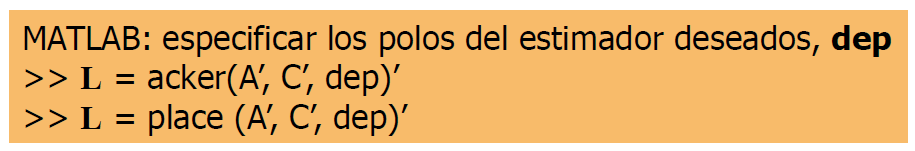 MATLAB: especificar los polos del estimador deseados, dep
>> L = acker(A’, C’, dep)’
>> L = place (A’, C’, dep)’